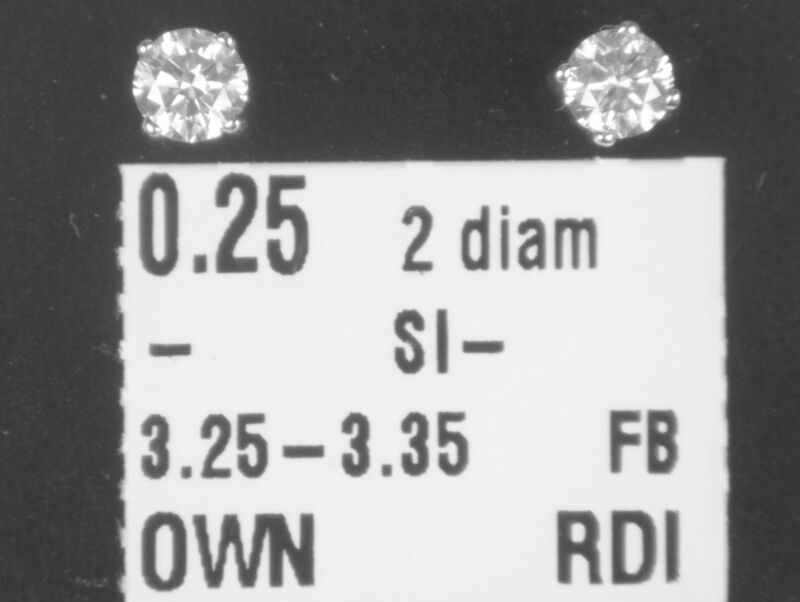 0.25 2 diam
- SI-
3.25-3.35 FB
OWN RDI